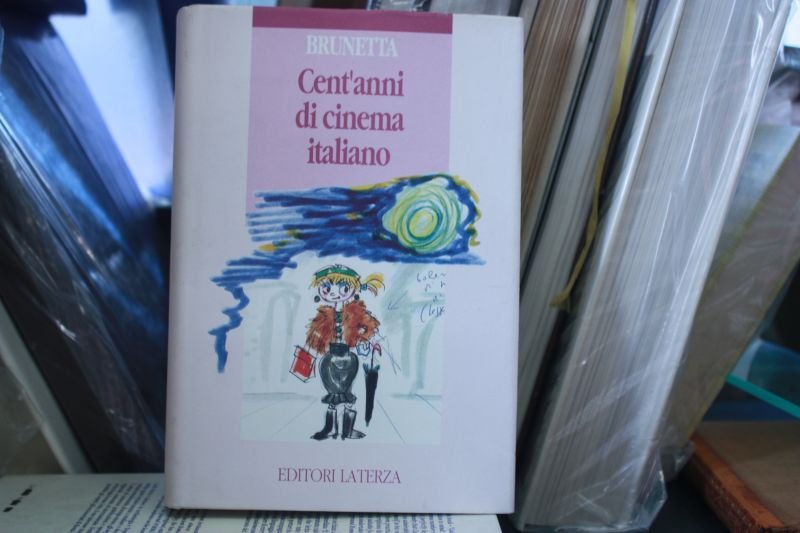 BRUNETTA
Cent'anni
di cinema
italiano
EDITORI LATERZA